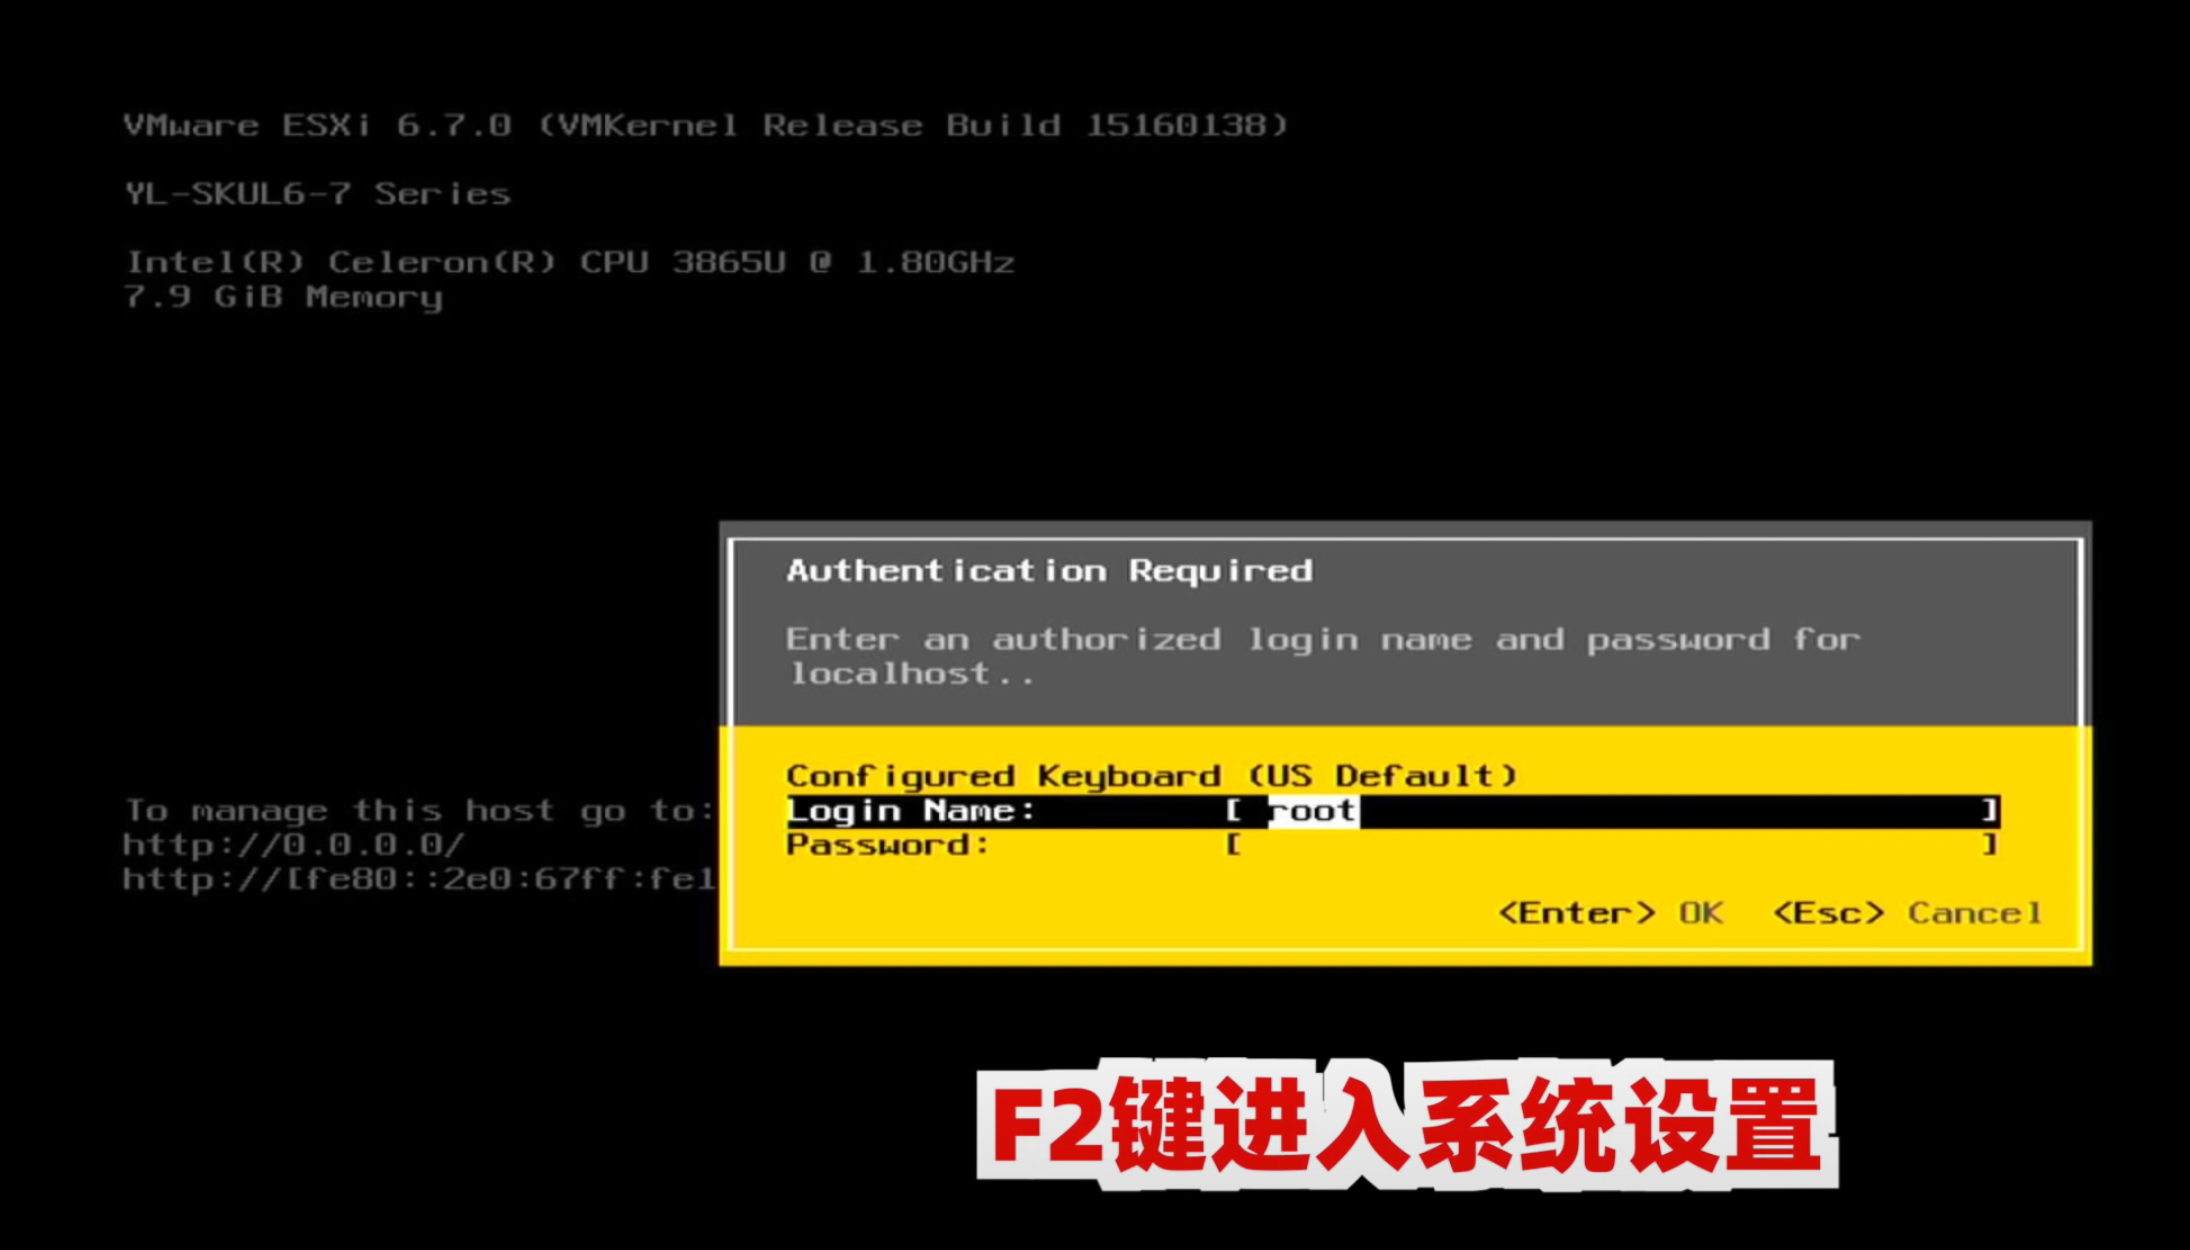 VMware ESXi 6.7.0 (VMKernel Release Build 15160138)
YL-SKUL6-7 Series
Intel(R) Celeron(R) CPU 3865U @ 1.80GHz
7.9 GiB Memory
Authentication Required
Enter an authorized login name and password for
localhost..
Configured Keyboard (US Default)
Login Name: [ root ]
Password: [ ]
<Enter> OK <Esc> Cancel
To manage this host go to:
http://0.0.0.0/
http://[fe80::2e0:67ff:fe1
F2键进入系统设置